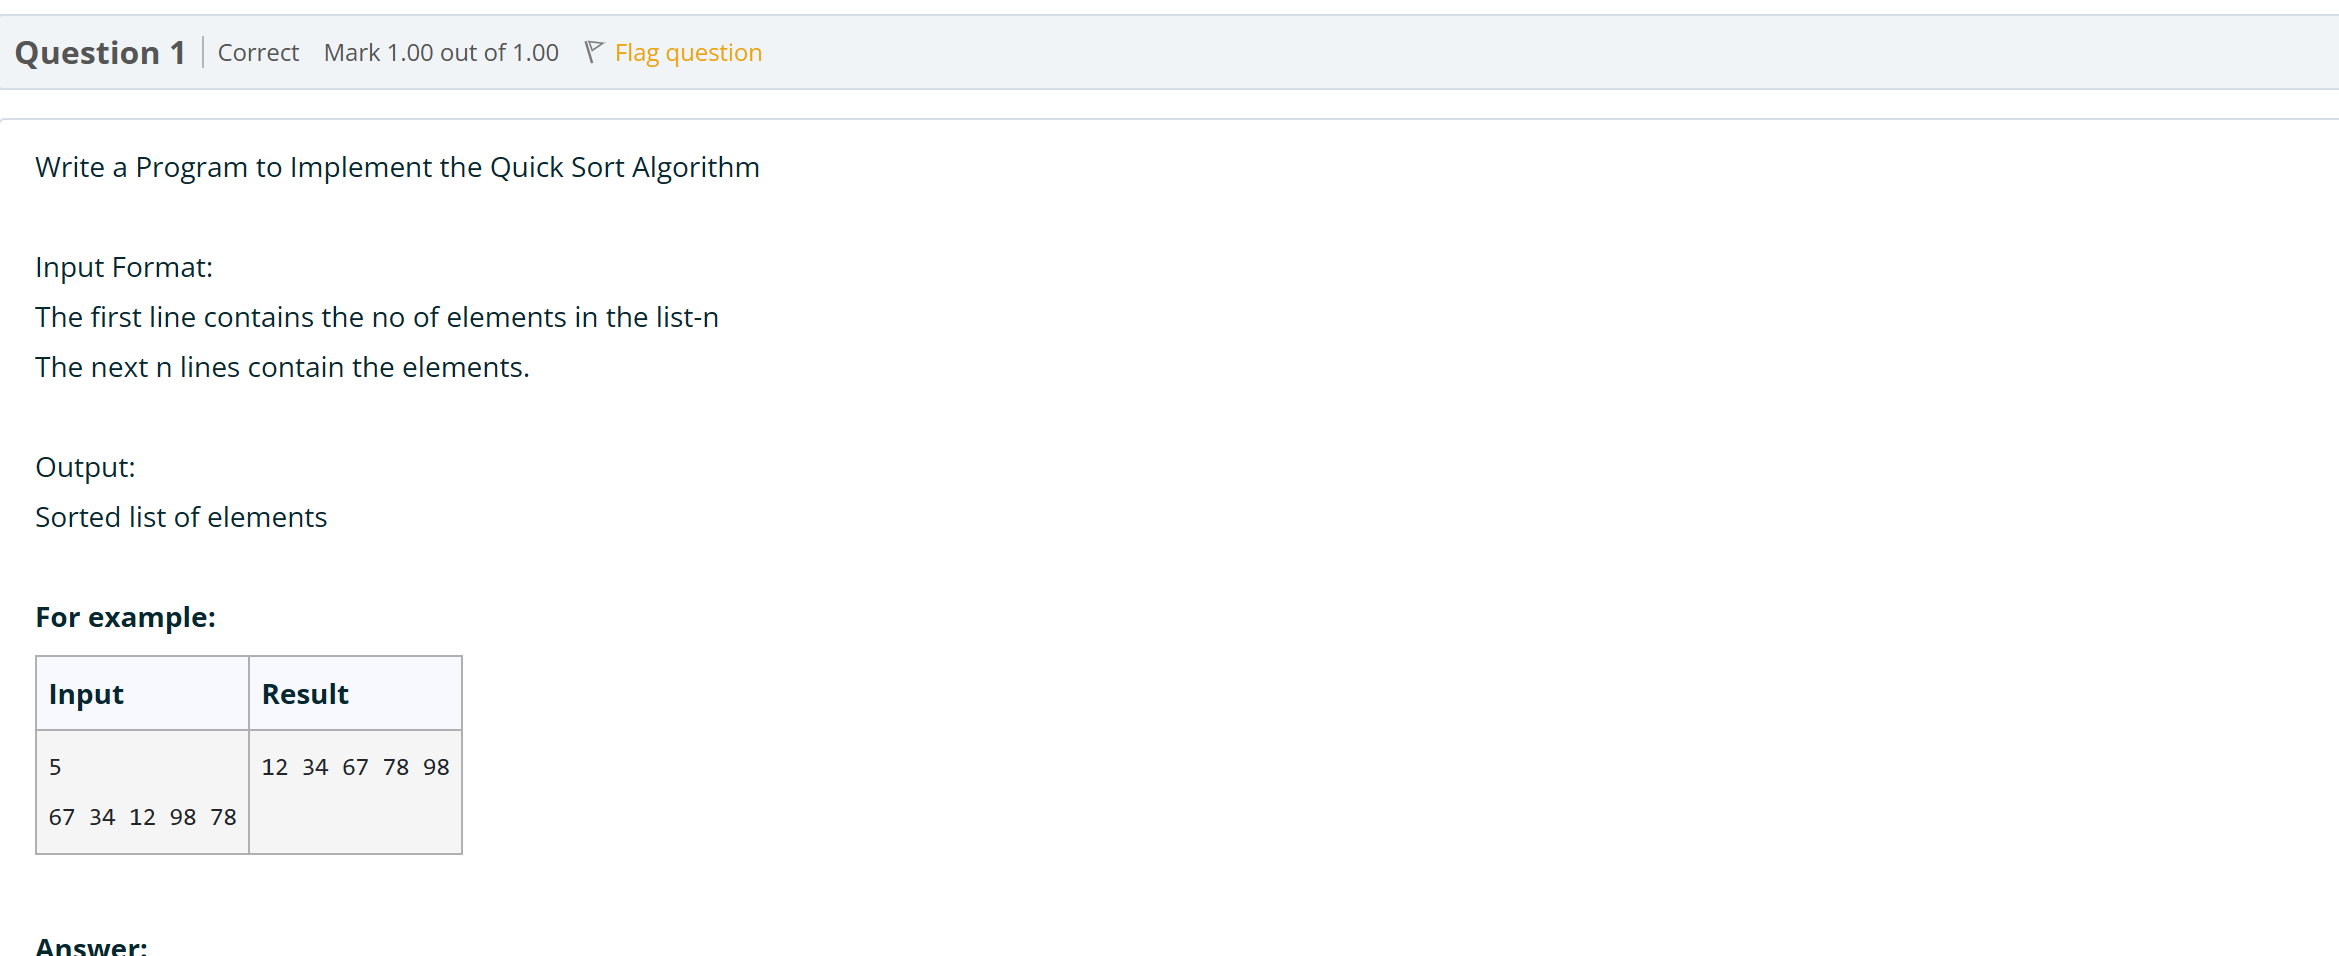 Question 1 Correct Mark 1.00 out of 1.00 Flag question
Write a Program to Implement the Quick Sort Algorithm
Input Format:
The first line contains the no of elements in the list-n
The next n lines contain the elements.
Output:
Sorted list of elements
For example:
Input Result
5 12 34 67 78 98
67 34 12 98 78
Answer: